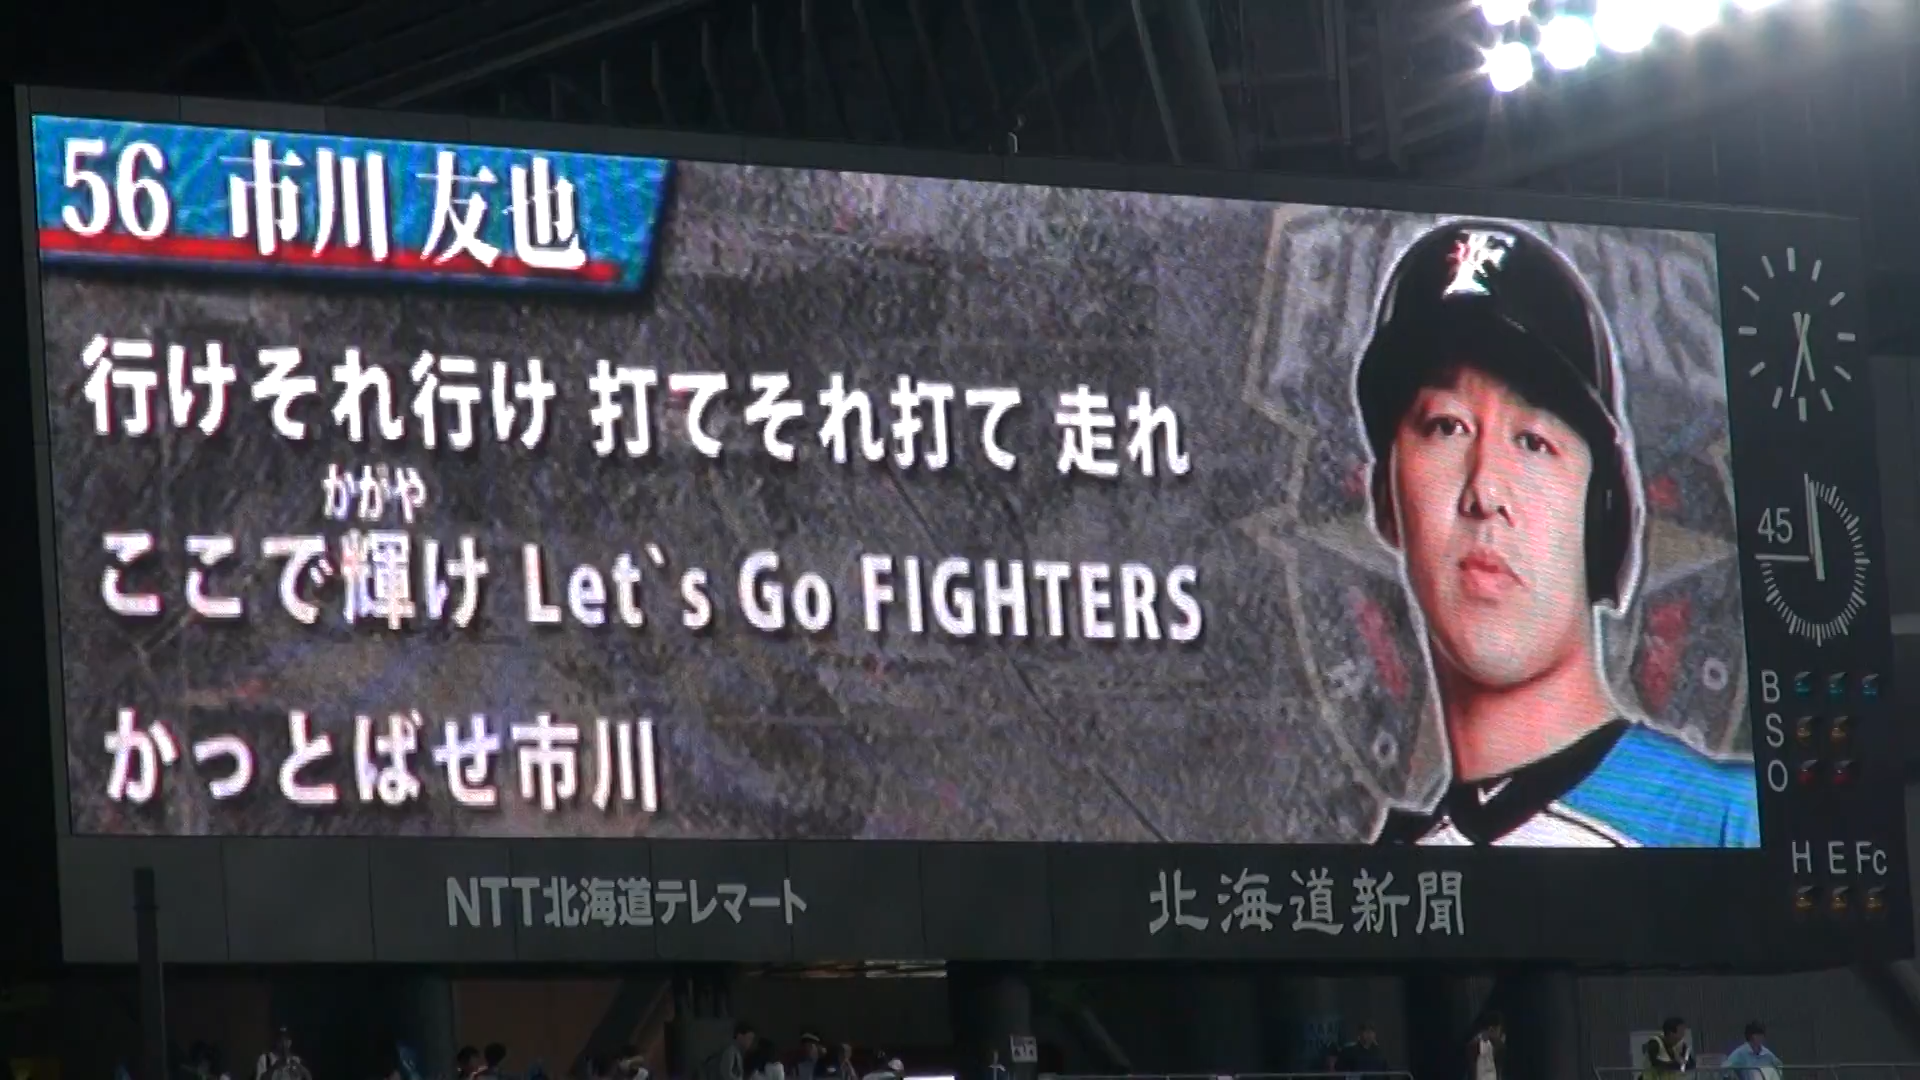 56 市川 友也
行けそれ行け 打てそれ打て 走れ
かがや
ここで輝け Let`s Go FIGHTERS
かっとばせ市川
45
B
S
O
H E Fc
NTT北海道テレマート
北海道新聞